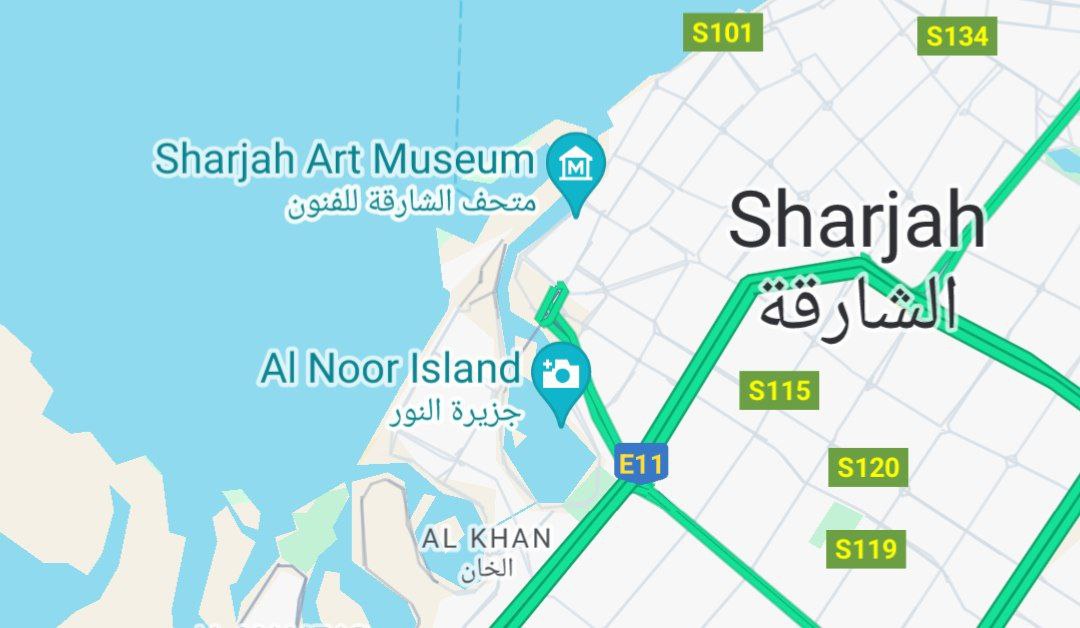 S101
S134
Sharjah Art Museum
متحف الشارقة للفنون
Sharjah
الشارقة
Al Noor Island
جزيرة النور
S115
E11
S120
AL KHAN
الخان
S119